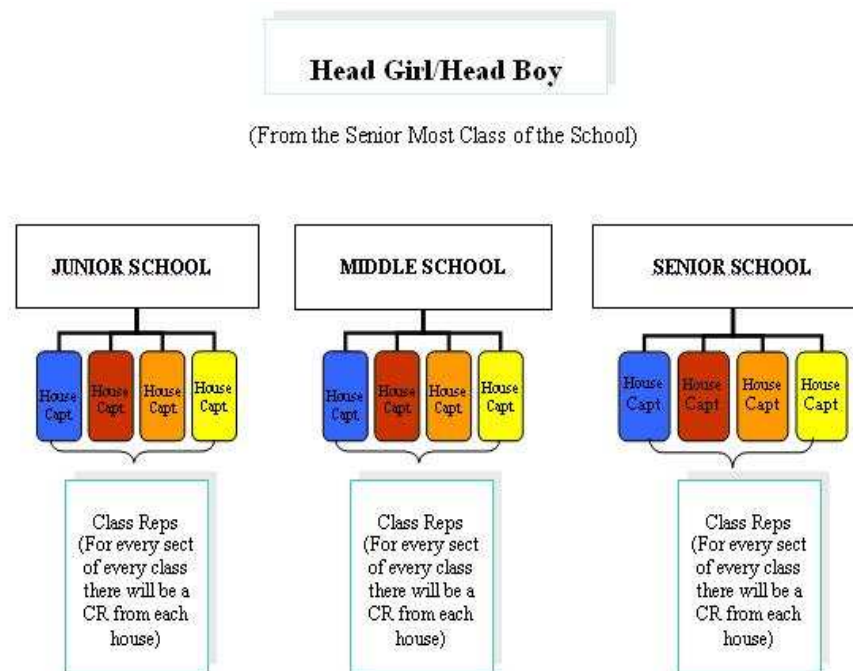 Head Girl/Head Boy
(From the Senior Most Class of the School)
JUNIOR SCHOOL
House
Capt.
House
Capt.
House
Capt.
House
Capt.
Class Reps
(For every sect
of every class
there will be a
CR from each
house)
MIDDLE SCHOOL
House
Capt.
House
Capt.
House
Capt.
House
Capt.
Class Reps
(For every sect
of every class
there will be a
CR from each
house)
SENIOR SCHOOL
House
Capt
House
Capt
House
Capt
House
Capt
Class Reps
(For every sect
of every class
there will be a
CR from each
house)